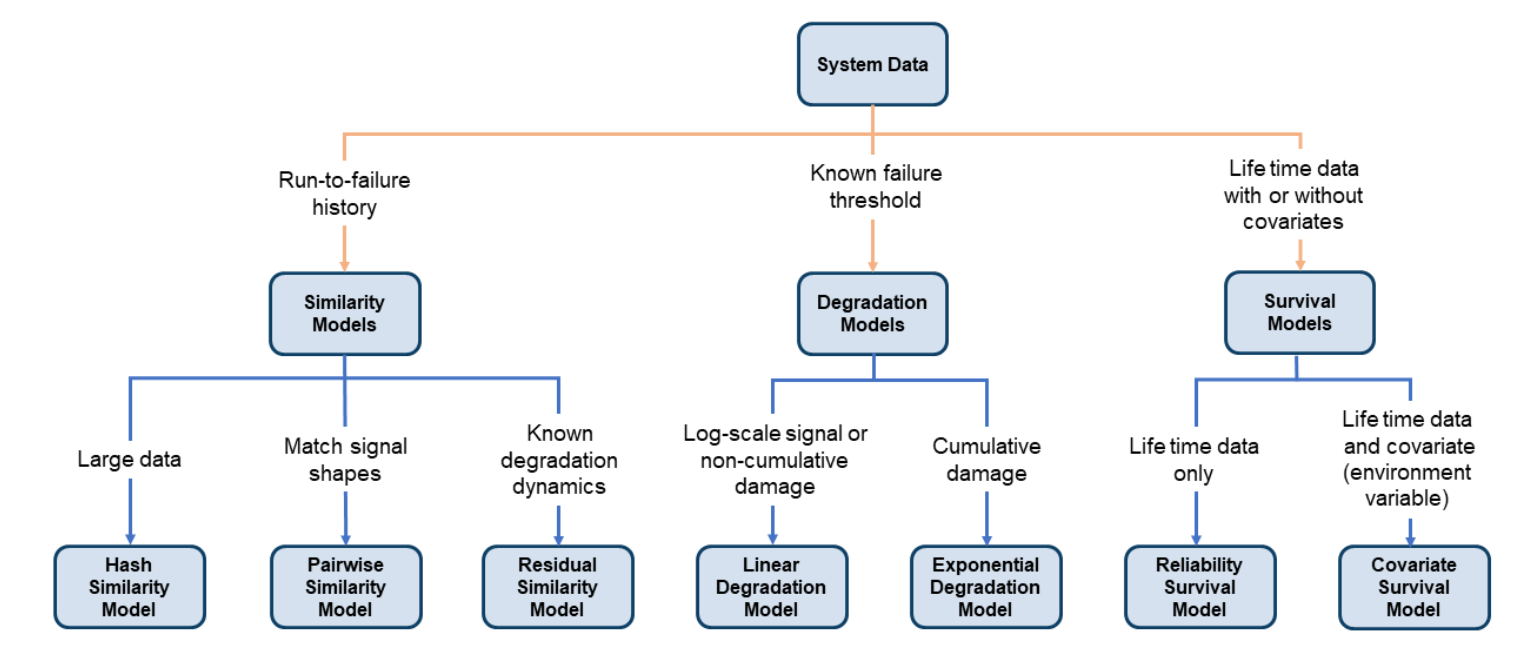 System Data
Run-to-failure
history
Known failure
threshold
Life time data
with or without
covariates
Similarity
Models
Degradation
Models
Survival
Models
Large data
Match signal
shapes
Known
degradation
dynamics
Log-scale signal or
non-cumulative
damage
Cumulative
damage
Life time data
only
Life time data
and covariate
(environment
variable)
Hash
Similarity
Model
Pairwise
Similarity
Model
Residual
Similarity
Model
Linear
Degradation
Model
Exponential
Degradation
Model
Reliability
Survival
Model
Covariate
Survival
Model